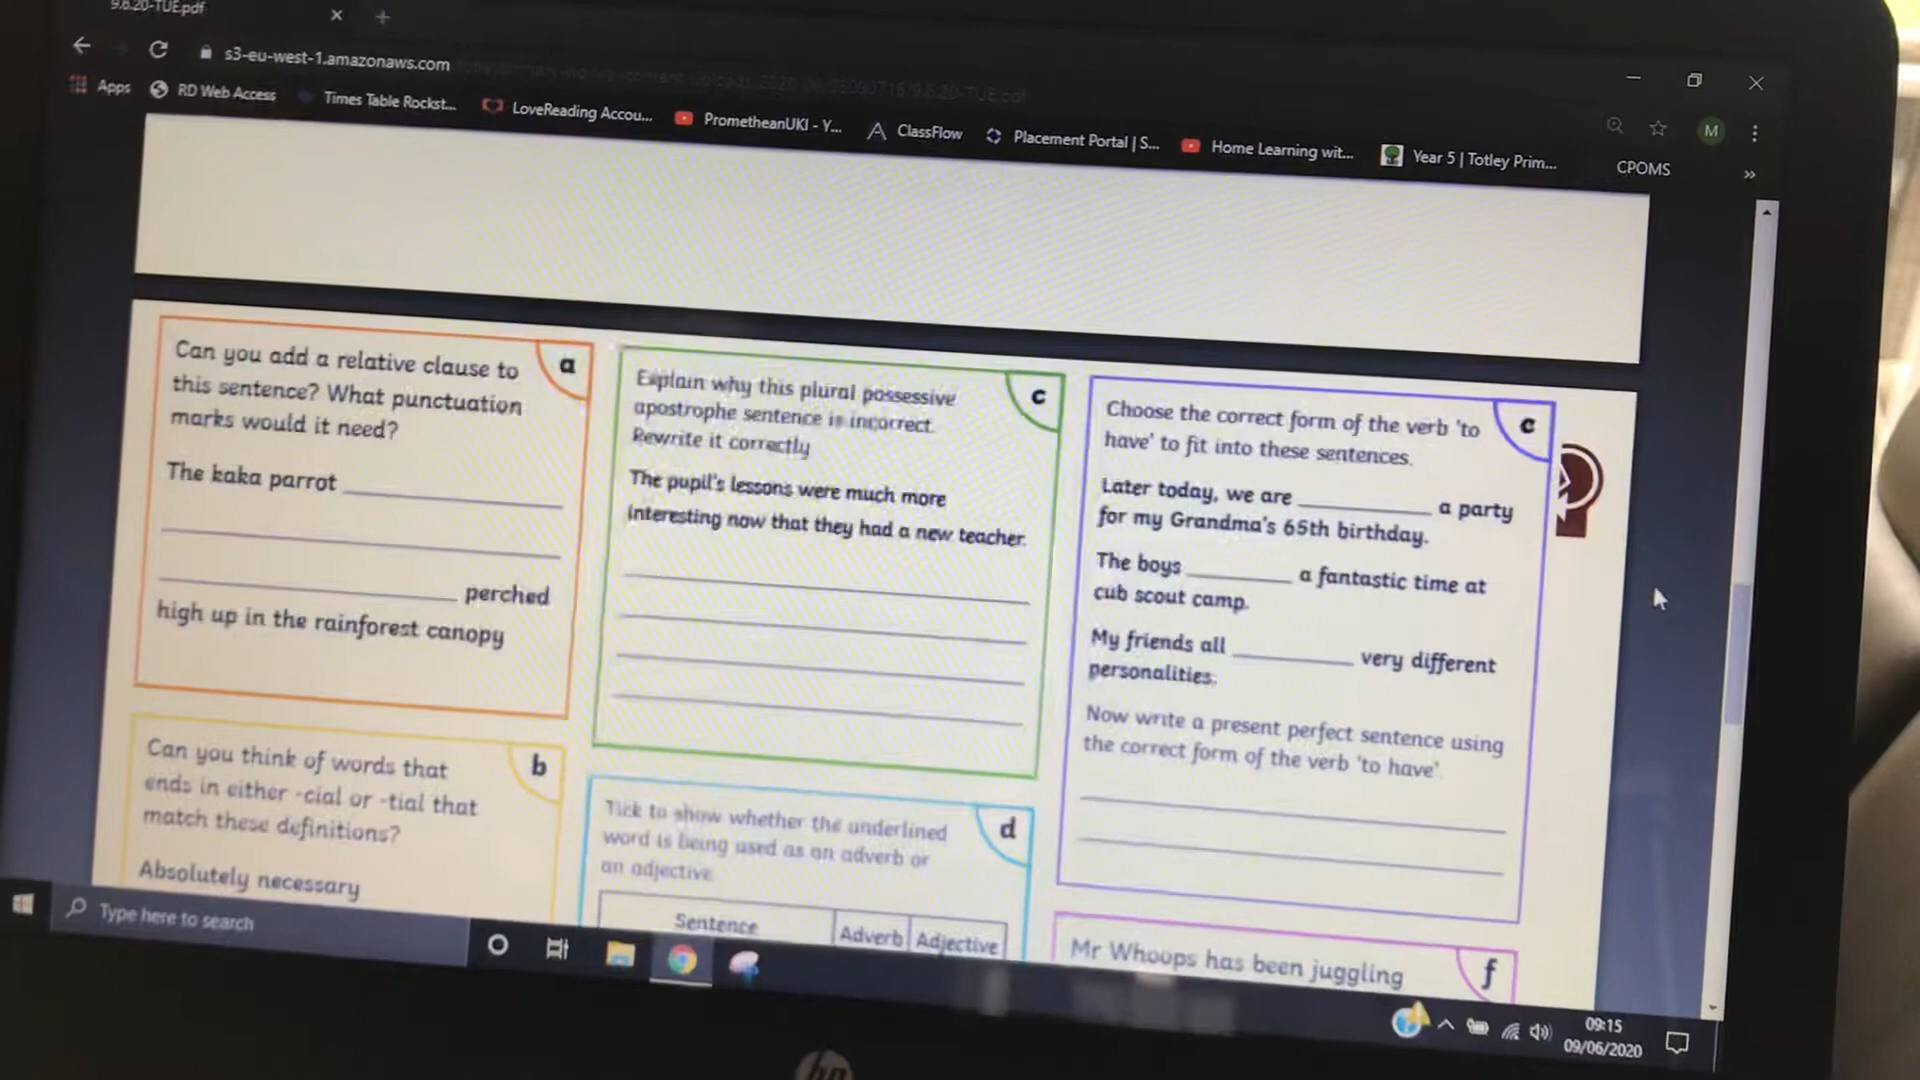 9.6.20-TUE.pdf
s3-eu-west-1.amazonaws.com
Apps
RD Web Access
Times Table Rockst...
LoveReading Accou...
PrometheanUKI - Y...
ClassFlow
Placement Portal | S...
Home Learning wit...
Year 5 | Totley Prim...
CPOMS
»
M
Can you add a relative clause to
this sentence? What punctuation
marks would it need?
a
The kaka parrot
perched
high up in the rainforest canopy
Can you think of words that
ends in either -cial or -tial that
match these definitions?
b
Absolutely necessary
Explain why this plural possessive
apostrophe sentence is incorrect.
Rewrite it correctly
c
The pupil's lessons were much more
interesting now that they had a new teacher.
Tick to show whether the underlined
word is being used as an adverb or
an adjective
d
Sentence Adverb Adjective
Choose the correct form of the verb 'to
have' to fit into these sentences.
Later today, we are ____ a party
for my Grandma's 65th birthday.
The boys ____ a fantastic time at
cub scout camp.
My friends all ____ very different
personalities.
Now write a present perfect sentence using
the correct form of the verb 'to have'.
Mr Whoops has been juggling
f
Type here to search
09:15
09/06/2020
hp